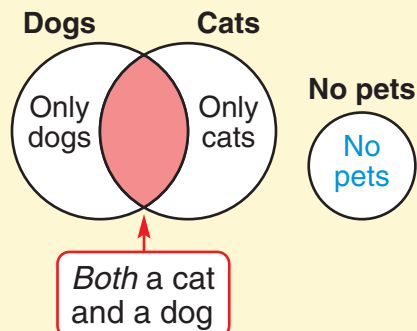 Dogs
Cats
Only
dogs
Only
cats
No pets
No
pets
Both a cat
and a dog